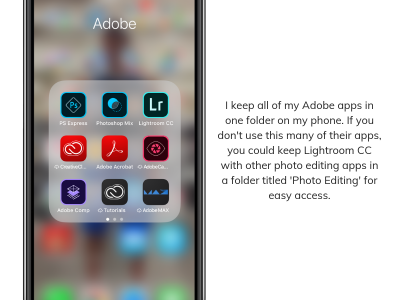 Adobe
Ps
Lr
PS Express
Photoshop Mix
Lightroom CC
CreativeCl...
Acrobat
AdobeCa...
Adobe Comp
Tutorials
AdobeMAX
I keep all of my Adobe apps in
one folder on my phone. If you
don't use this many of their apps,
you could keep Lightroom CC
with other photo editing apps in
a folder titled 'Photo Editing' for
easy access.